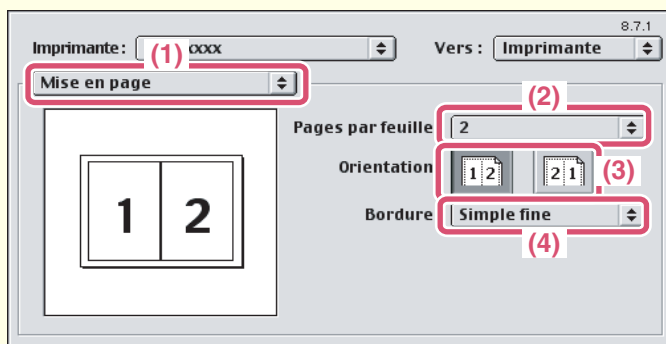 8.7.1
Imprimante : (1) xxxx Vers : Imprimante
Mise en page
(2)
Pages par feuille 2
Orientation 1 2 2 1 (3)
1 2
Bordure Simple fine
(4)